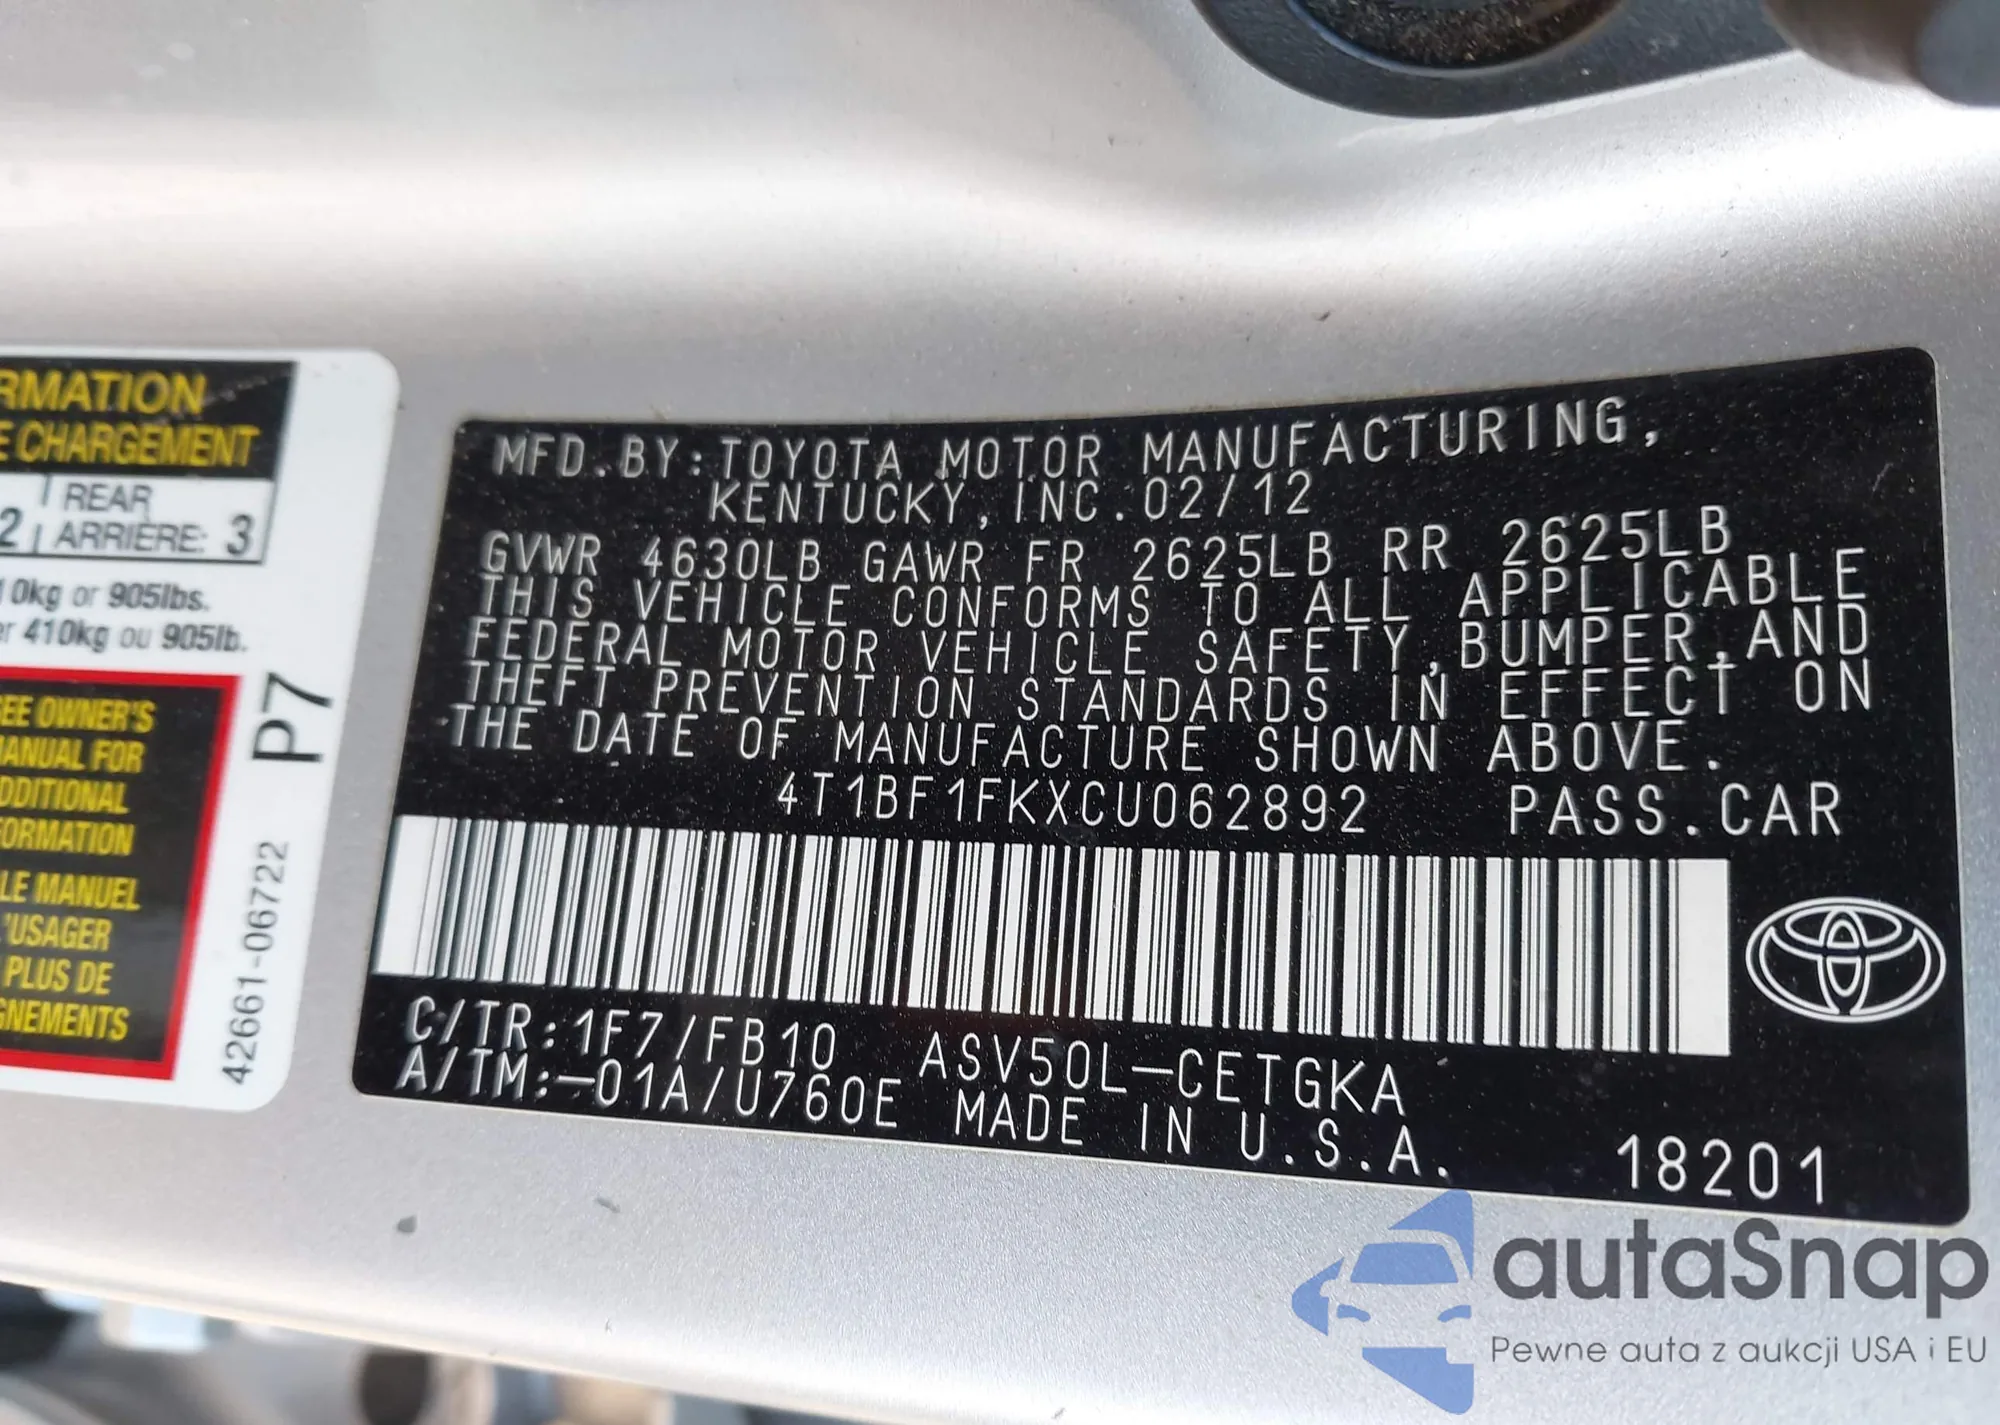 RMATION
E CHARGEMENT
2 REAR
ARRIÈRE: 3
10kg or 905lbs.
er 410kg ou 905lb.
SEE OWNER'S
MANUAL FOR
ADDITIONAL
FORMATION
LE MANUEL
L'USAGER
PLUS DE
GNEMENTS
P7
42661-06722
MFD.BY:TOYOTA MOTOR MANUFACTURING,
KENTUCKY,INC.02/12
GVWR 4630LB GAWR FR 2625LB RR 2625LB
THIS VEHICLE CONFORMS TO ALL APPLICABLE
FEDERAL MOTOR VEHICLE SAFETY,BUMPER,AND
THEFT PREVENTION STANDARDS IN EFFECT ON
THE DATE OF MANUFACTURE SHOWN ABOVE.
4T1BF1FKXCU062892 PASS.CAR
C/TR:1F7/FB10 ASV50L-CETGKA
A/TM:-01A/U760E MADE IN U.S.A.
18201
autaSnap
Pewne auta z aukcji USA i EU